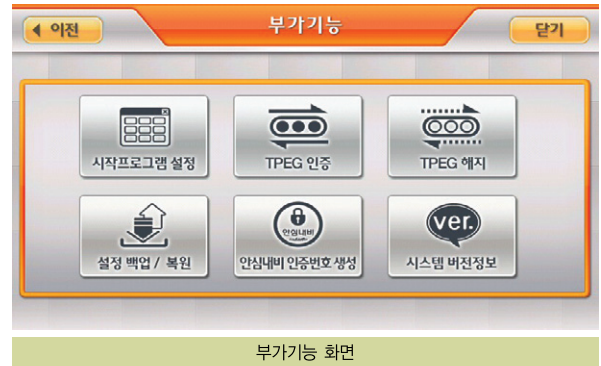 이전
부가기능
닫기
시작프로그램 설정
TPEG 인증
TPEG 해지
안심내비
ver.
설정 백업 / 복원
안심내비 인증번호 생성
시스템 버전정보
부가기능 화면